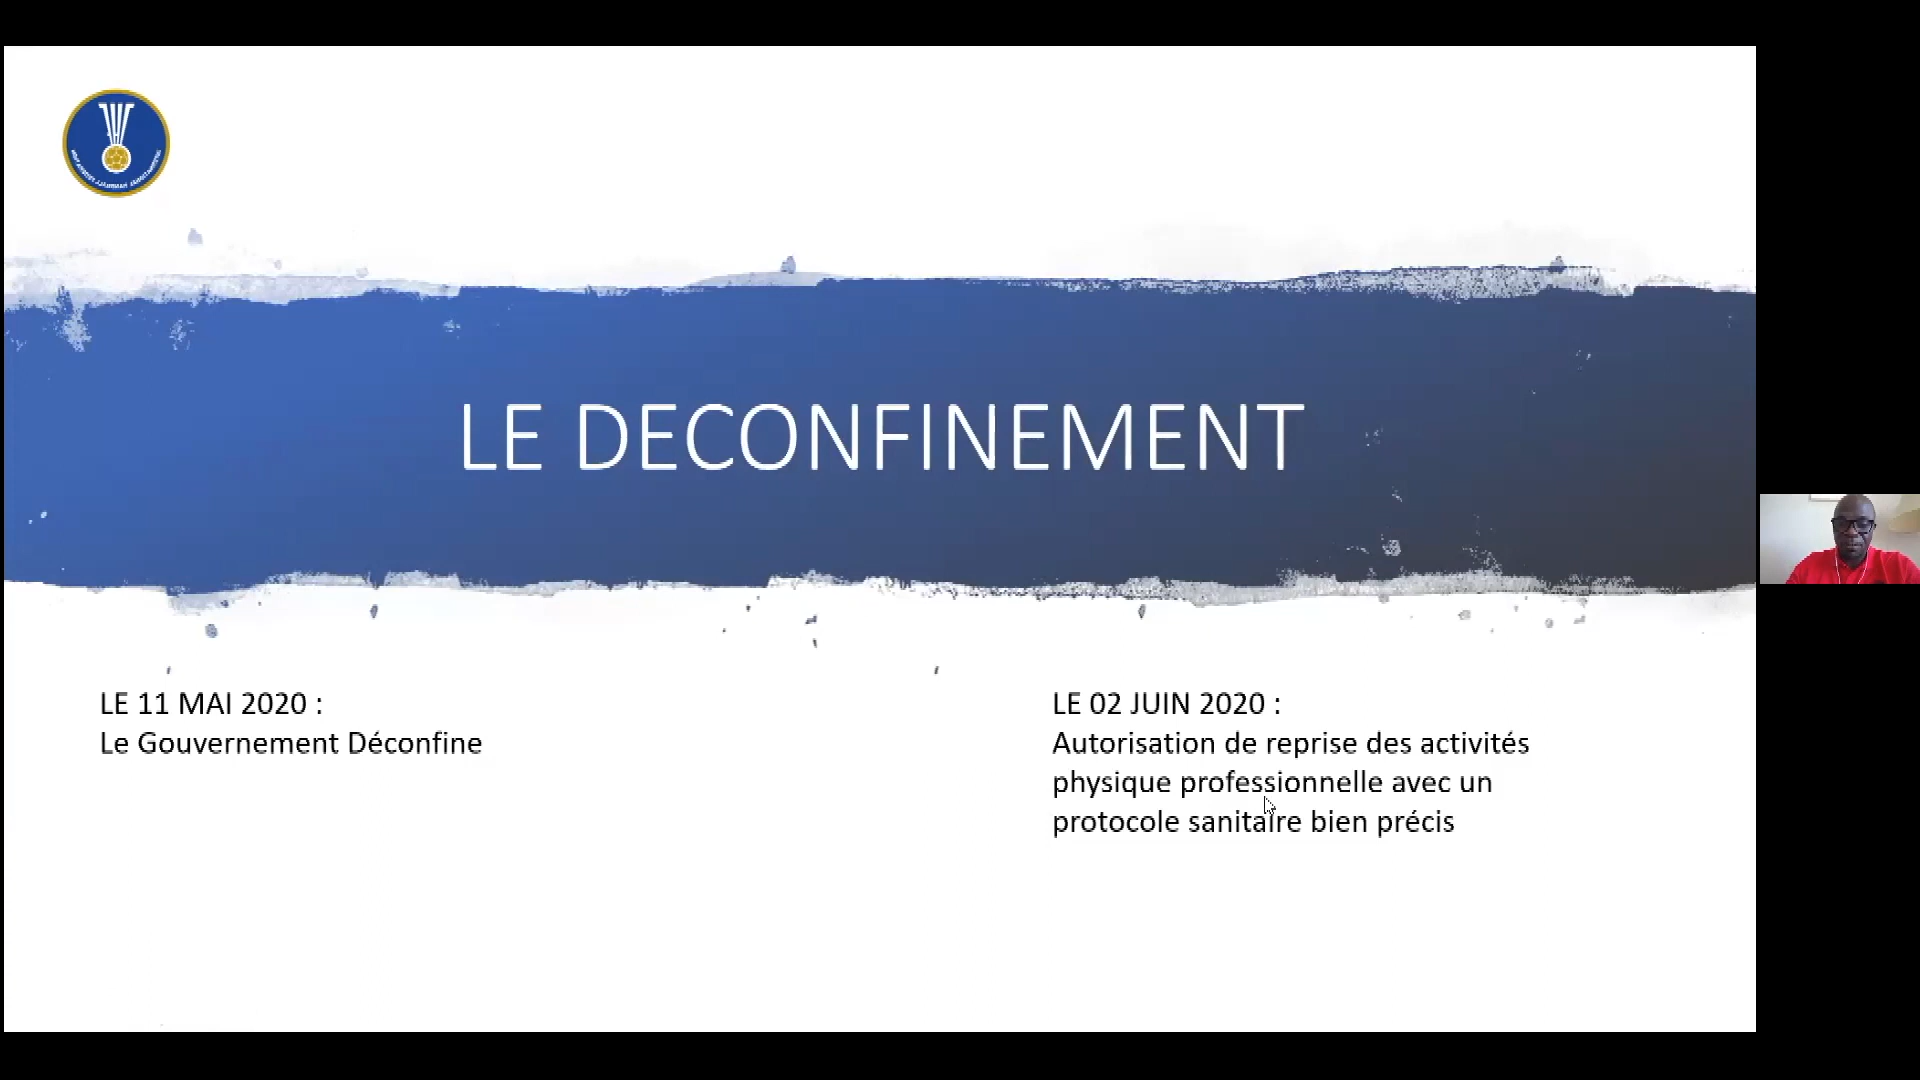 LE DECONFINEMENT
LE 11 MAI 2020 :
Le Gouvernement Déconfine
LE 02 JUIN 2020 :
Autorisation de reprise des activités
physique professionnelle avec un
protocole sanitaire bien précis